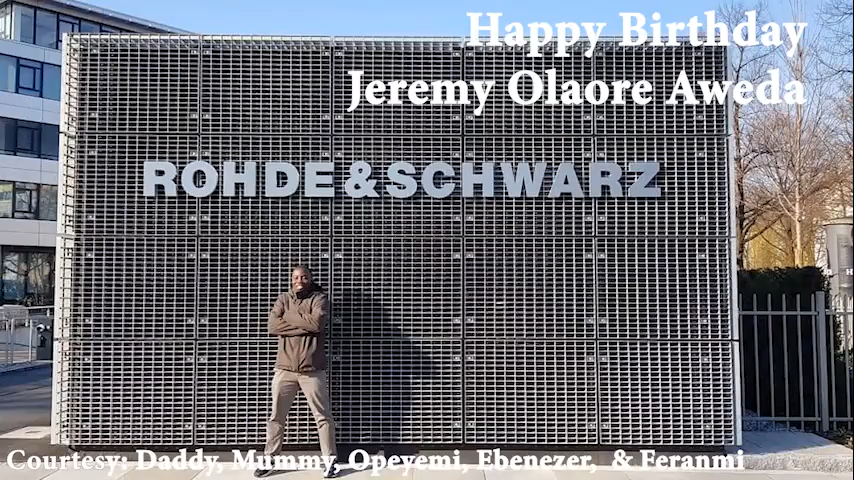 Happy Birthday
Jeremy Olaore Aweda
ROHDE&SCHWARZ
Courtesy: Daddy, Mummy, Opeyemi, Ebenezer, & Feranmi